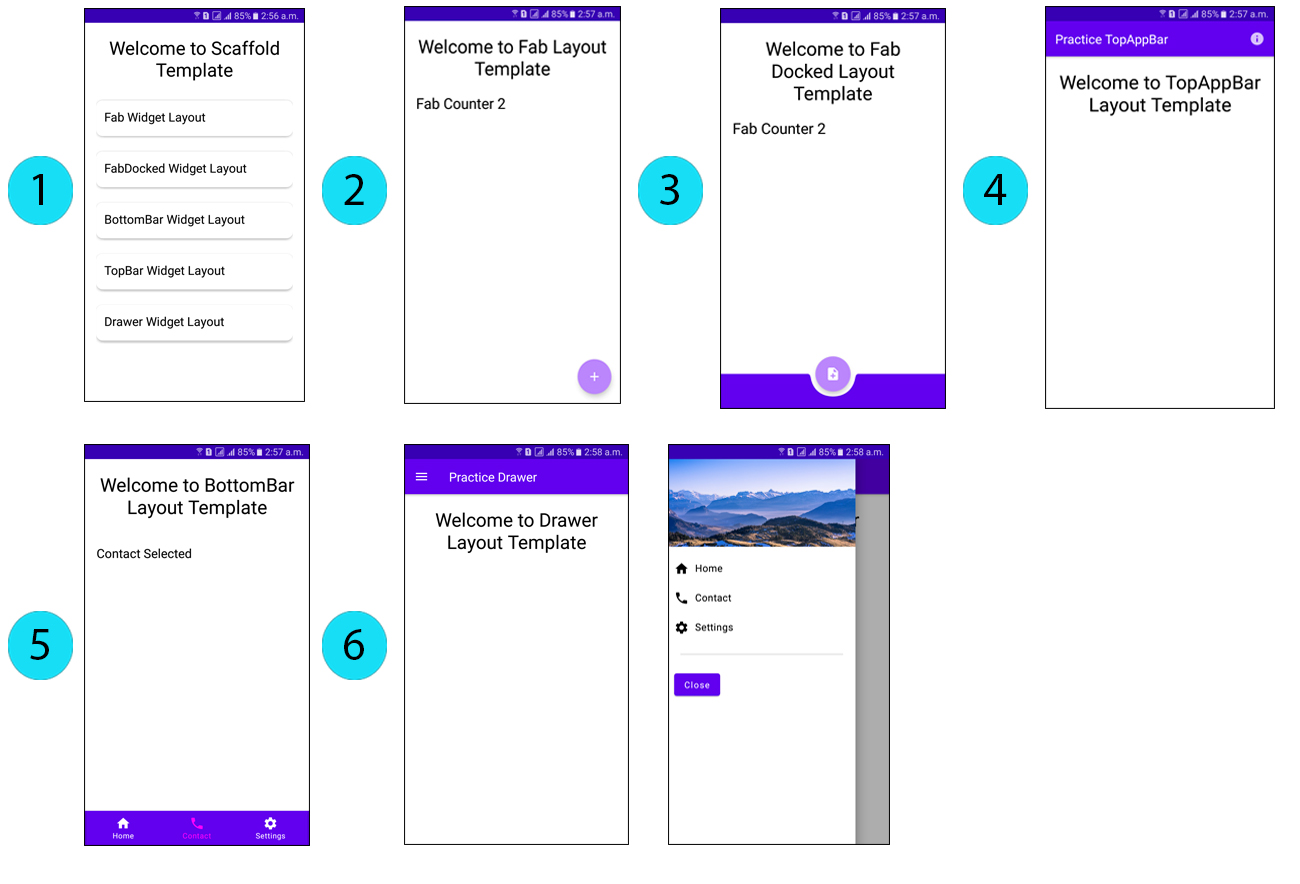 1
85% 2:56 a.m.
Welcome to Scaffold
Template
Fab Widget Layout
FabDocked Widget Layout
BottomBar Widget Layout
TopBar Widget Layout
Drawer Widget Layout
2
85% 2:57 a.m.
Welcome to Fab Layout
Template
Fab Counter 2
+
3
85% 2:57 a.m.
Welcome to Fab
Docked Layout
Template
Fab Counter 2
4
85% 2:57 a.m.
Practice TopAppBar
Welcome to TopAppBar
Layout Template
5
85% 2:57 a.m.
Welcome to BottomBar
Layout Template
Contact Selected
Home Contact Settings
6
85% 2:58 a.m.
Practice Drawer
Welcome to Drawer
Layout Template
85% 2:58 a.m.
r
Home
Contact
Settings
Close